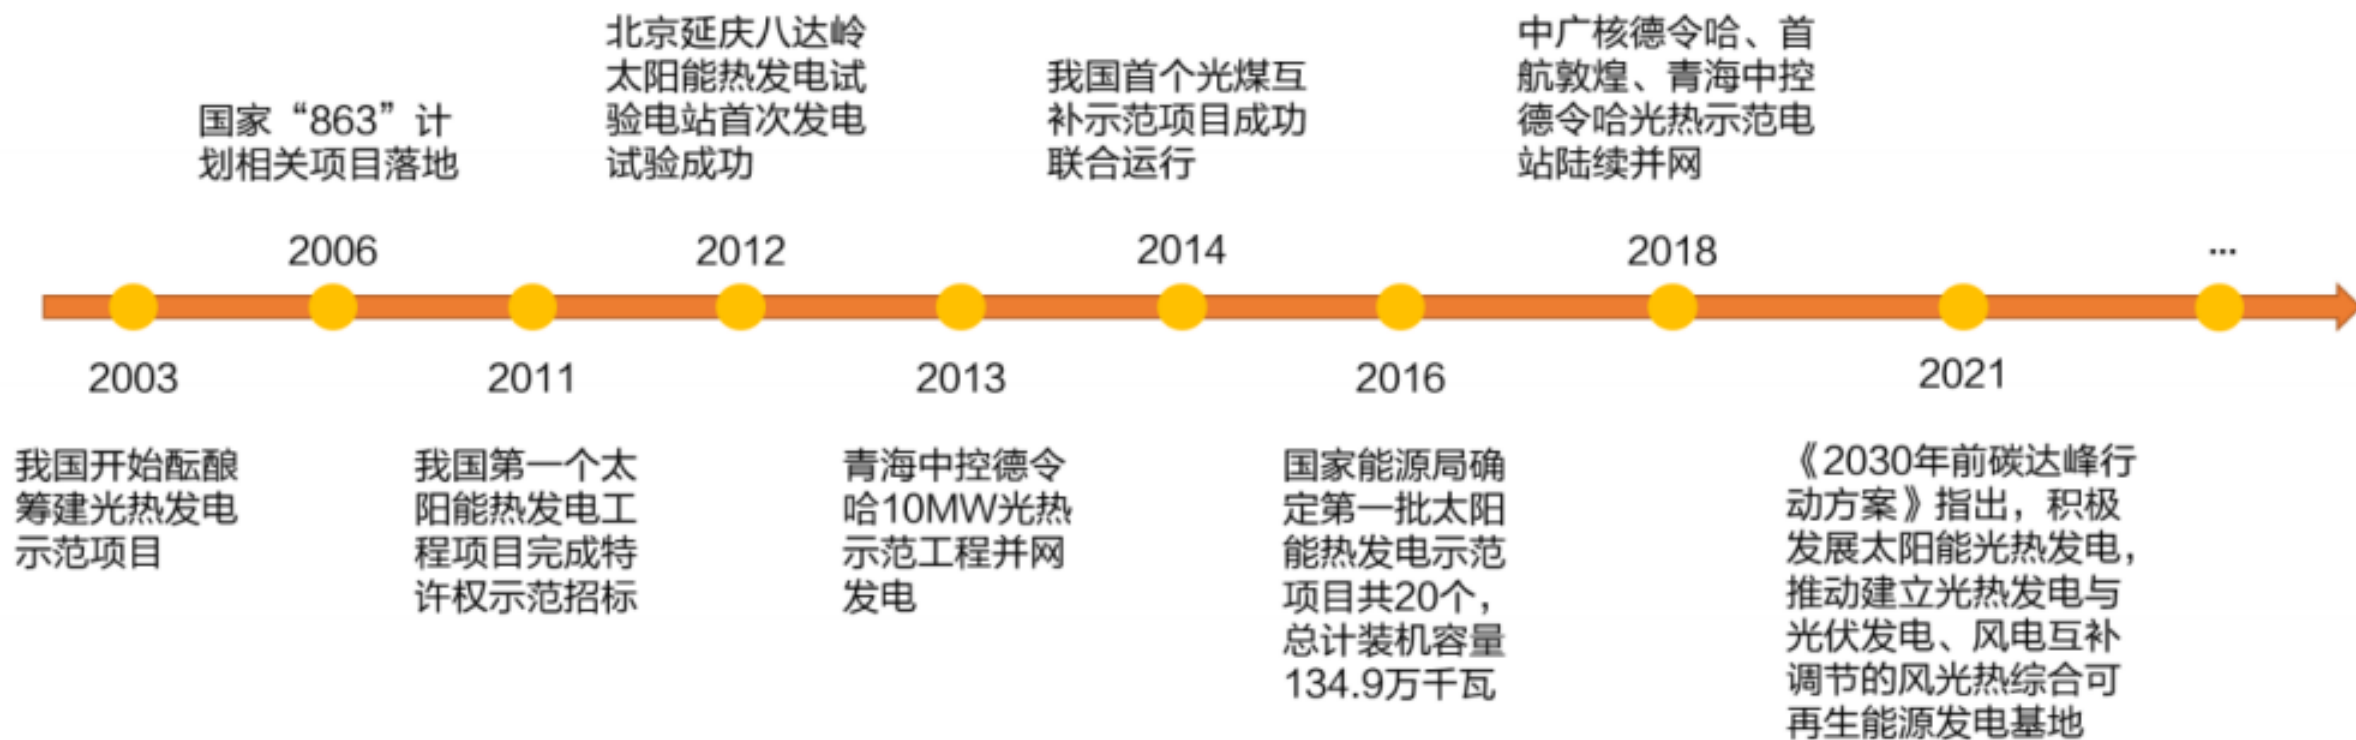 国家“863”计
划相关项目落地
北京延庆八达岭
太阳能热发电试
验电站首次发电
试验成功
我国首个光煤互
补示范项目成功
联合运行
中广核德令哈、首
航敦煌、青海中控
德令哈光热示范电
站陆续并网
2006
2012
2014
2018
...
2003
2011
2013
2016
2021
我国开始酝酿
筹建光热发电
示范项目
我国第一个太
阳能热发电工
程项目完成特
许权示范招标
青海中控德令
哈10MW光热
示范工程并网
发电
国家能源局确
定第一批太阳
能热发电示范
项目共20个，
总计装机容量
134.9万千瓦
《2030年前碳达峰行
动方案》指出，积极
发展太阳能光热发电，
推动建立光热发电与
光伏发电、风电互补
调节的风光热综合可
再生能源发电基地